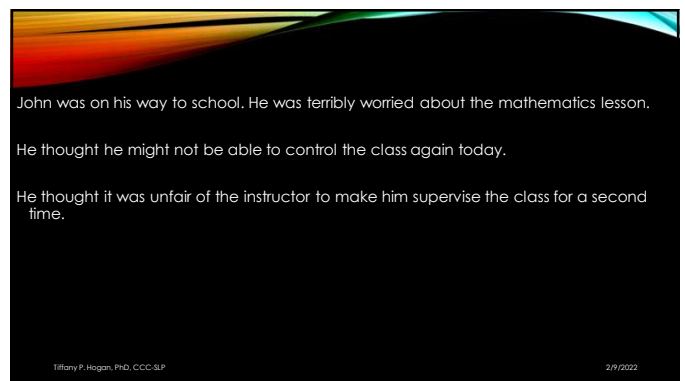 John was on his way to school. He was terribly worried about the mathematics lesson.
He thought he might not be able to control the class again today.
He thought it was unfair of the instructor to make him supervise the class for a second
time.
Tiffany P. Hogan, PhD, CCC-SLP
2/9/2022